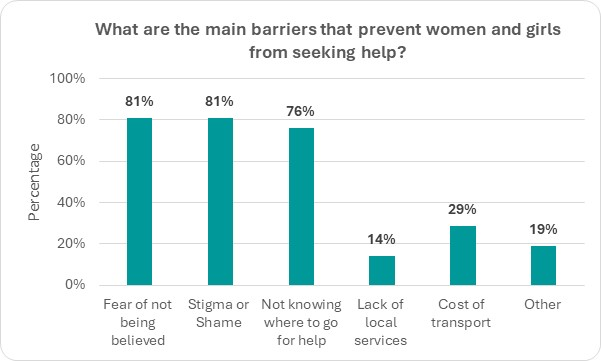 What are the main barriers that prevent women and girls
from seeking help?
100%
80%
60%
40%
20%
0%
Percentage
81%
81%
76%
14%
29%
19%
Fear of not
being
believed
Stigma or
Shame
Not knowing
where to go
for help
Lack of
local
services
Cost of
transport
Other